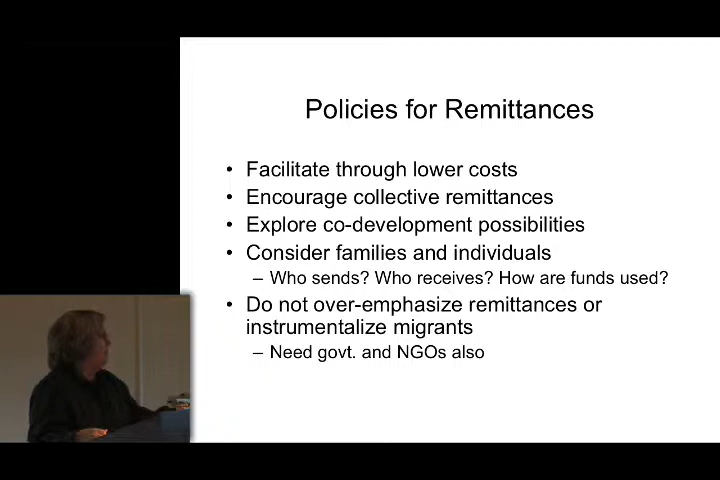 Policies for Remittances
• Facilitate through lower costs
• Encourage collective remittances
• Explore co-development possibilities
• Consider families and individuals
– Who sends? Who receives? How are funds used?
• Do not over-emphasize remittances or
instrumentalize migrants
– Need govt. and NGOs also